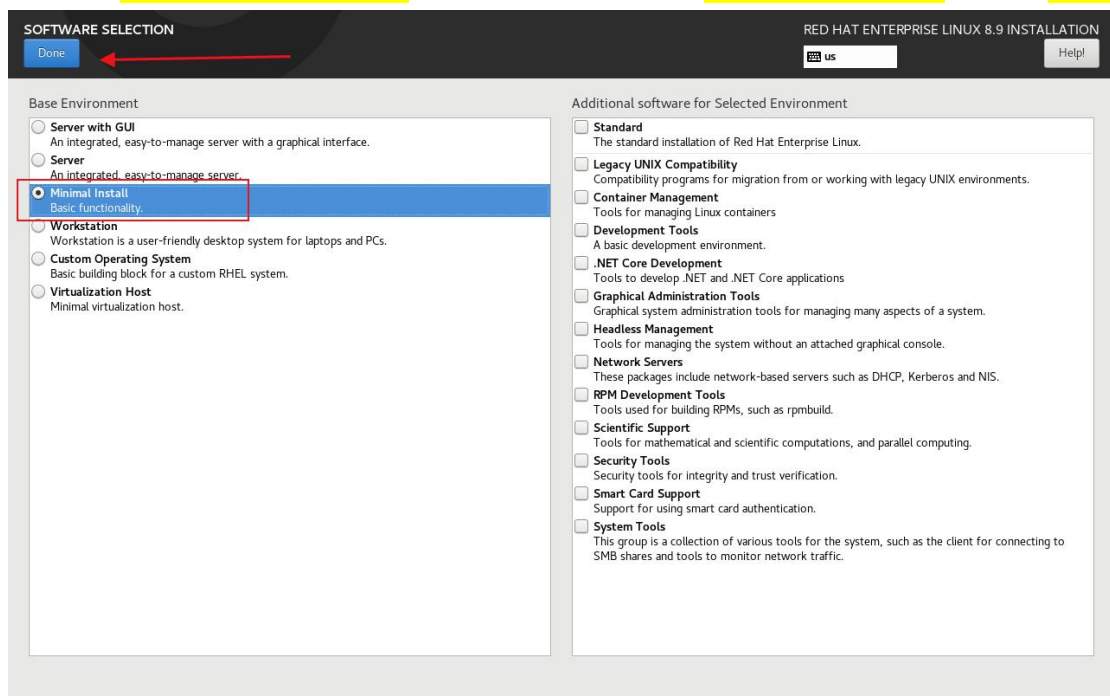 SOFTWARE SELECTION
RED HAT ENTERPRISE LINUX 8.9 INSTALLATION
Done
us
Help!
Base Environment
Server with GUI
An integrated, easy-to-manage server with a graphical interface.
Server
An integrated, easy-to-manage server.
Minimal Install
Basic functionality.
Workstation
Workstation is a user-friendly desktop system for laptops and PCs.
Custom Operating System
Basic building block for a custom RHEL system.
Virtualization Host
Minimal virtualization host.
Additional software for Selected Environment
Standard
The standard installation of Red Hat Enterprise Linux.
Legacy UNIX Compatibility
Compatibility programs for migration from or working with legacy UNIX environments.
Container Management
Tools for managing Linux containers
Development Tools
A basic development environment.
.NET Core Development
Tools to develop .NET and .NET Core applications
Graphical Administration Tools
Graphical system administration tools for managing many aspects of a system.
Headless Management
Tools for managing the system without an attached graphical console.
Network Servers
These packages include network-based servers such as DHCP, Kerberos and NIS.
RPM Development Tools
Tools used for building RPMs, such as rpmbuild.
Scientific Support
Tools for mathematical and scientific computations, and parallel computing.
Security Tools
Security tools for integrity and trust verification.
Smart Card Support
Support for using smart card authentication.
System Tools
This group is a collection of various tools for the system, such as the client for connecting to
SMB shares and tools to monitor network traffic.